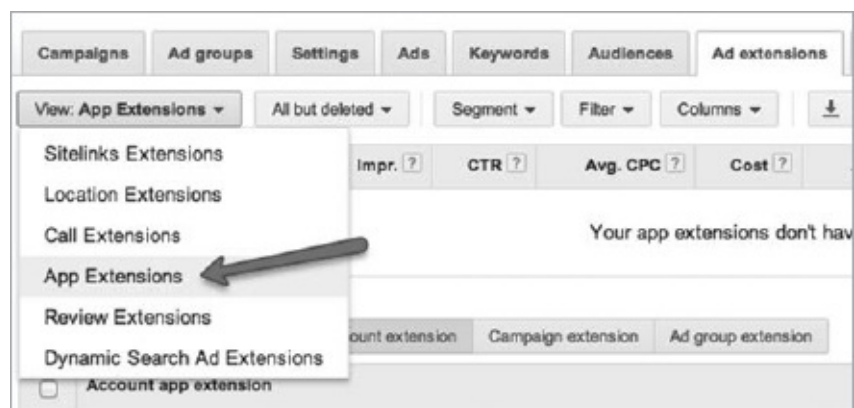 Campaigns Ad groups Settings Ads Keywords Audiences Ad extensions
View: App Extensions All but deleted Segment Filter Columns
Sitelinks Extensions
Impr. ? CTR ? Avg. CPC ? Cost ?
Location Extensions
Call Extensions
Your app extensions don't hav
App Extensions
Review Extensions
ount extension Campaign extension Ad group extension
Dynamic Search Ad Extensions
Account app extension